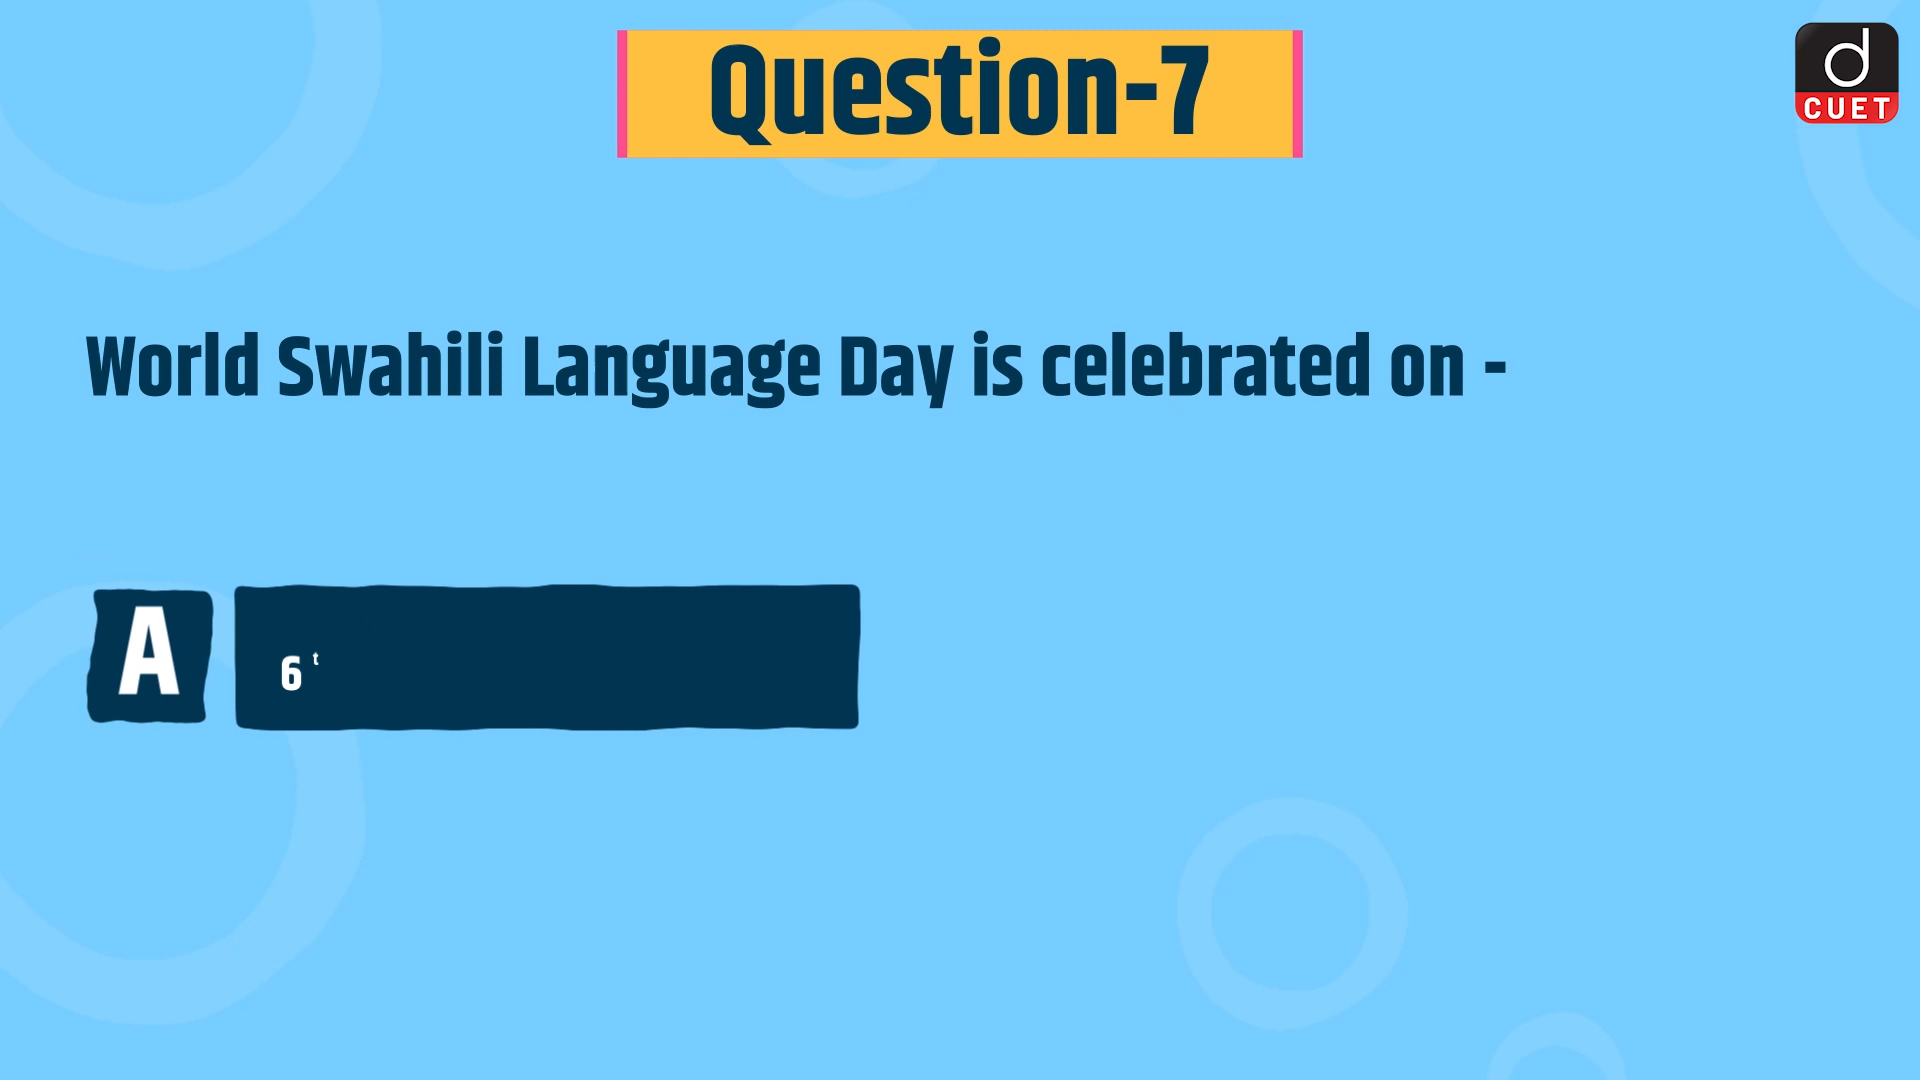 Question-7
d
CUET
World Swahili Language Day is celebrated on -
A
6 t